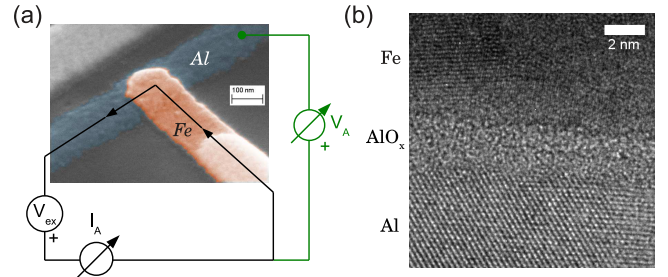 (a)
Al
100 nm
Fe
V_A
+
V_ex
+
I_A
(b)
2 nm
Fe
AlO_x
Al